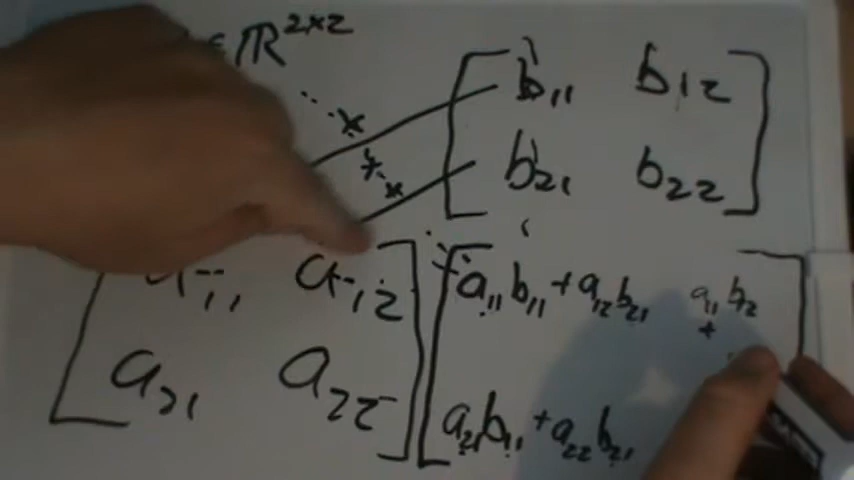 ∈ ℝ^{2×2}
b₁₁ b₁₂
b₂₁ b₂₂
a₁₁ a₁₂
a₂₁ a₂₂
a₁₁b₁₁+a₁₂b₂₁ a₁₁b₁₂
+
a₂₁b₁₁+a₂₂b₂₁